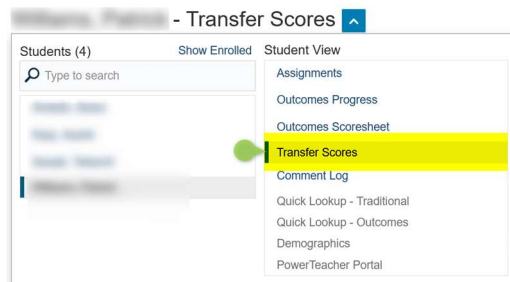 - Transfer Scores
Students (4)
Show Enrolled
Type to search
Student View
Assignments
Outcomes Progress
Outcomes Scoresheet
Transfer Scores
Comment Log
Quick Lookup - Traditional
Quick Lookup - Outcomes
Demographics
PowerTeacher Portal